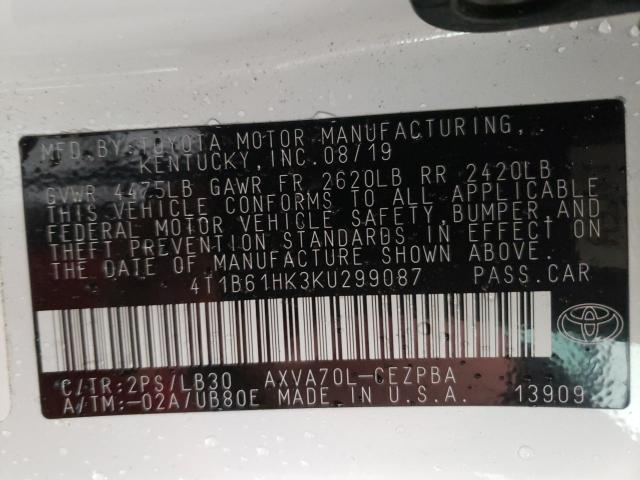 MFD.BY:TOYOTA MOTOR MANUFACTURING,
KENTUCKY,INC.08/19
GVWR 4475LB GAWR FR 2620LB RR 2420LB
THIS VEHICLE CONFORMS TO ALL APPLICABLE
FEDERAL MOTOR VEHICLE SAFETY,BUMPER,AND
THEFT PREVENTION STANDARDS IN EFFECT ON
THE DATE OF MANUFACTURE SHOWN ABOVE.
4T1B61HK3KU299087 PASS.CAR
C/TR:2PS/LB30 AXVA70L-CEZPBA
A/TM:-02A/UB80E MADE IN U.S.A. 13909